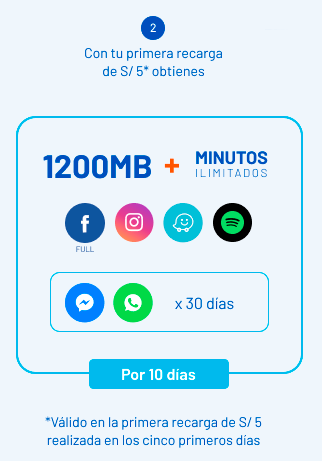 2
Con tu primera recarga
de S/ 5* obtienes
1200MB + MINUTOS
ILIMITADOS
f
FULL
x 30 días
Por 10 días
*Válido en la primera recarga de S/ 5
realizada en los cinco primeros días